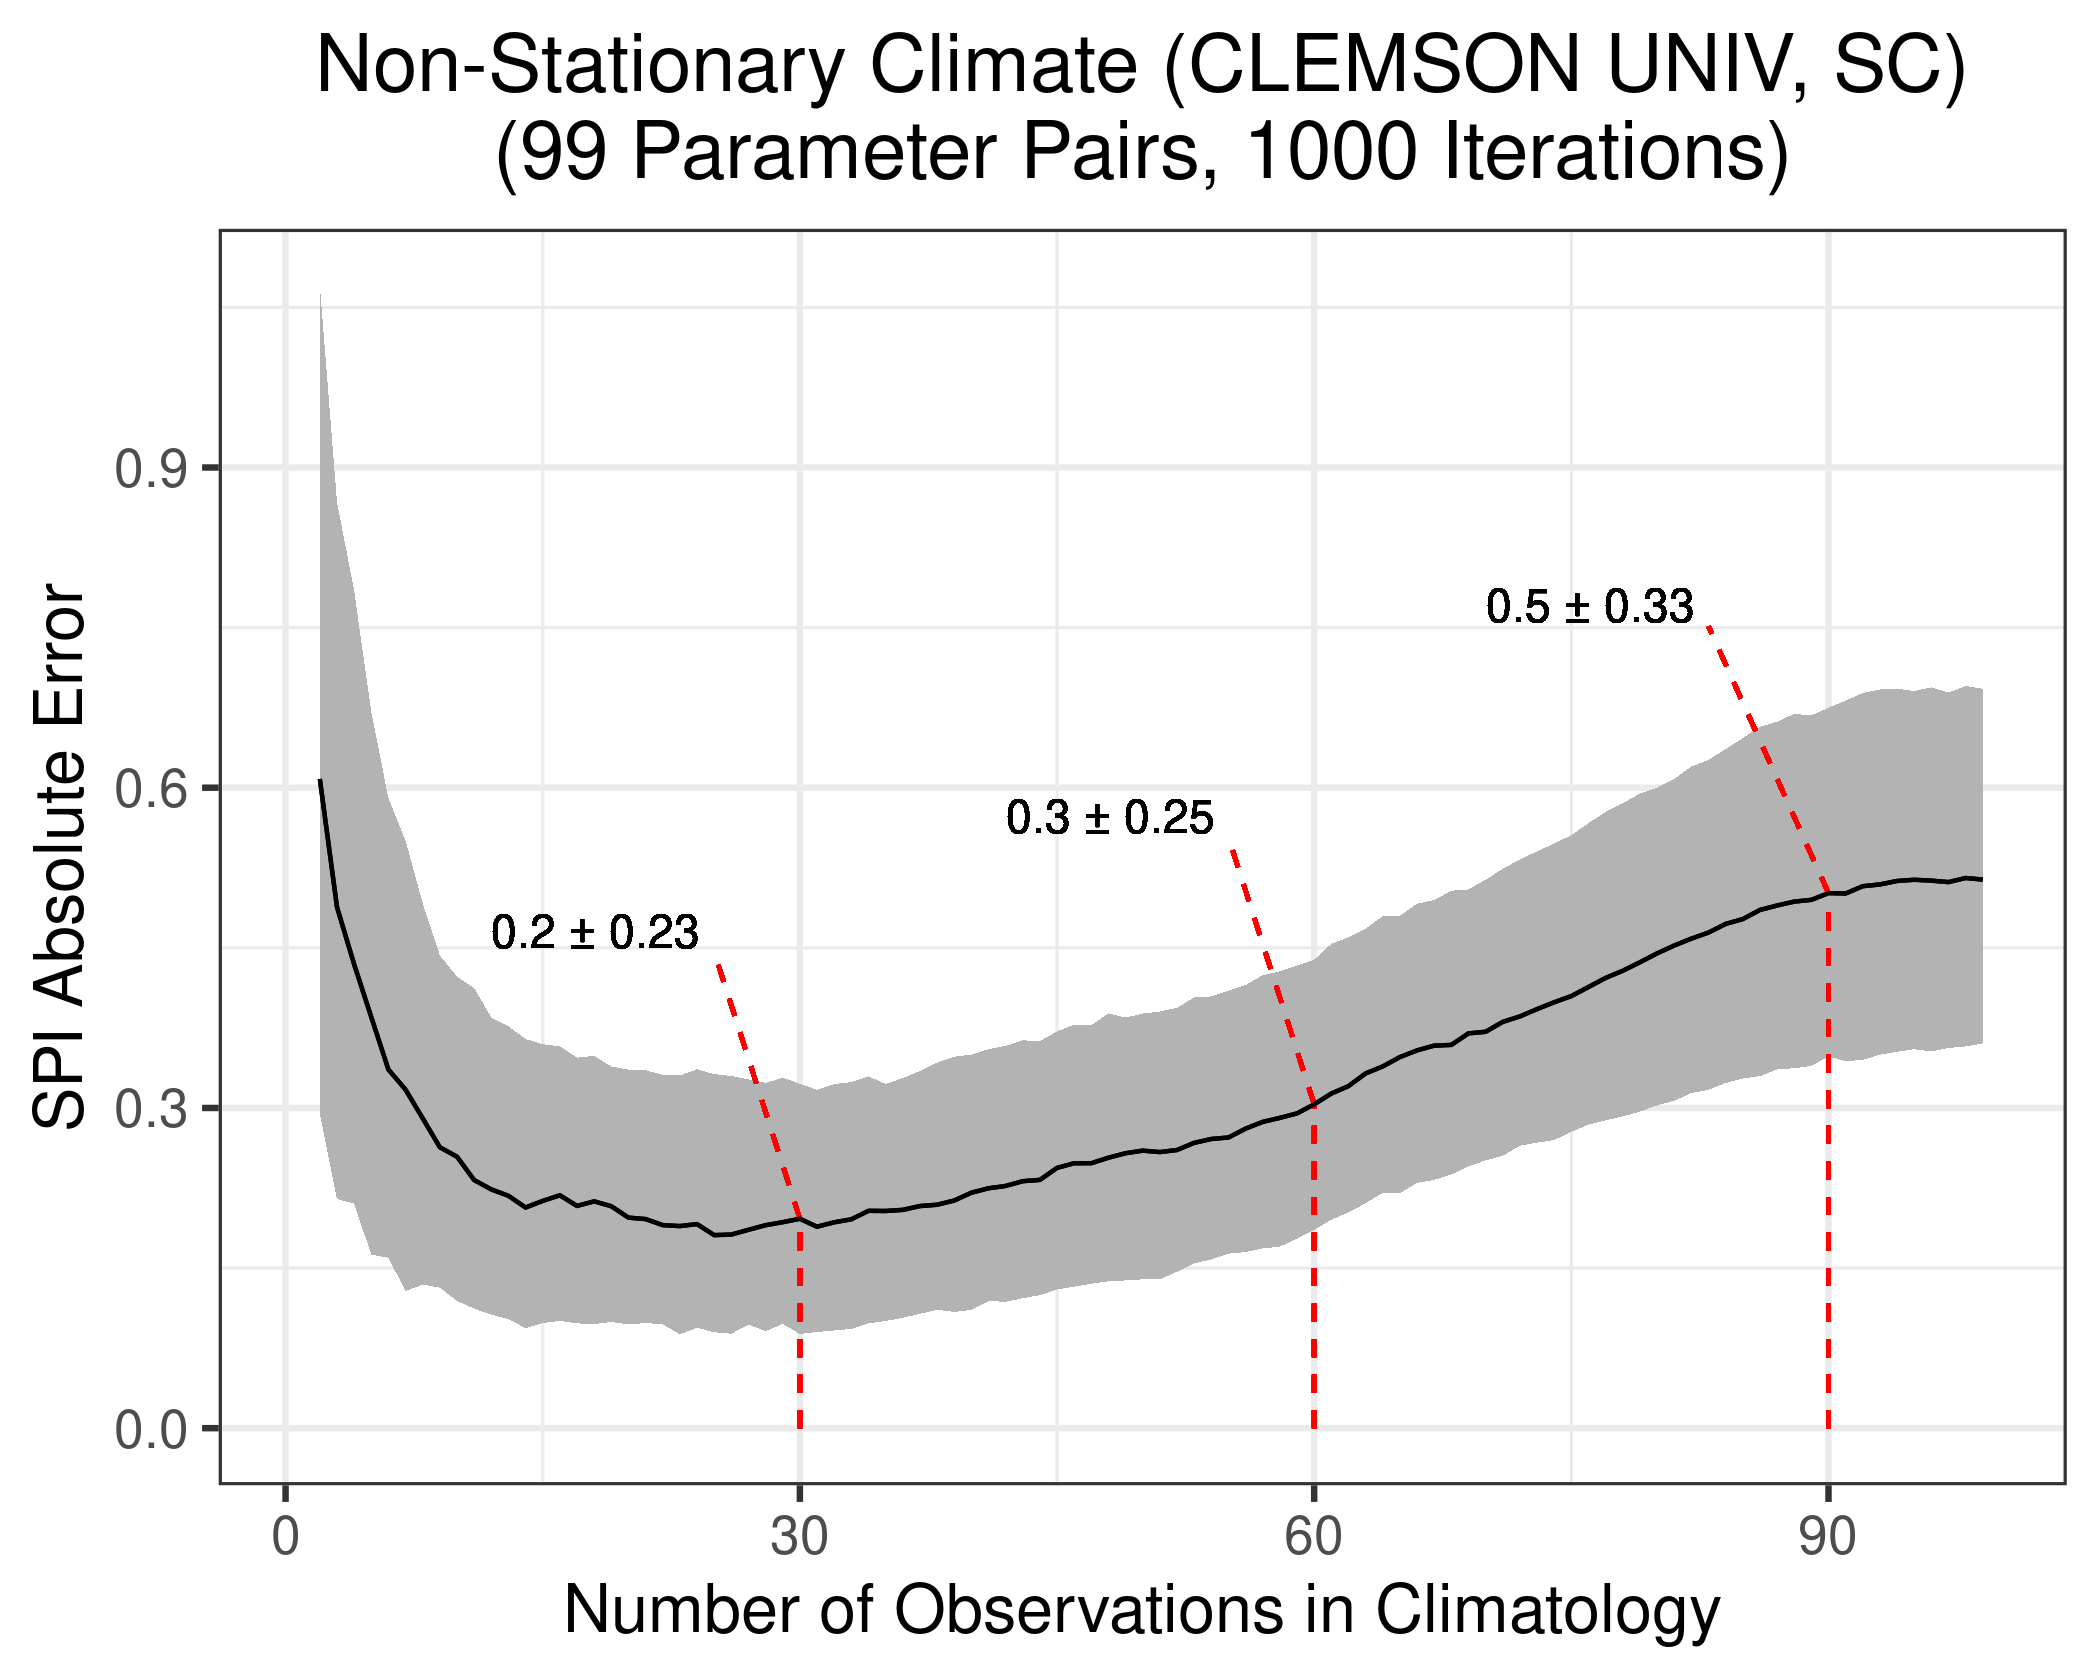 Non-Stationary Climate (CLEMSON UNIV, SC)
(99 Parameter Pairs, 1000 Iterations)
SPI Absolute Error
0.9
0.6
0.3
0.0
0.5 ± 0.33
0.3 ± 0.25
0.2 ± 0.23
0 30 60 90
Number of Observations in Climatology